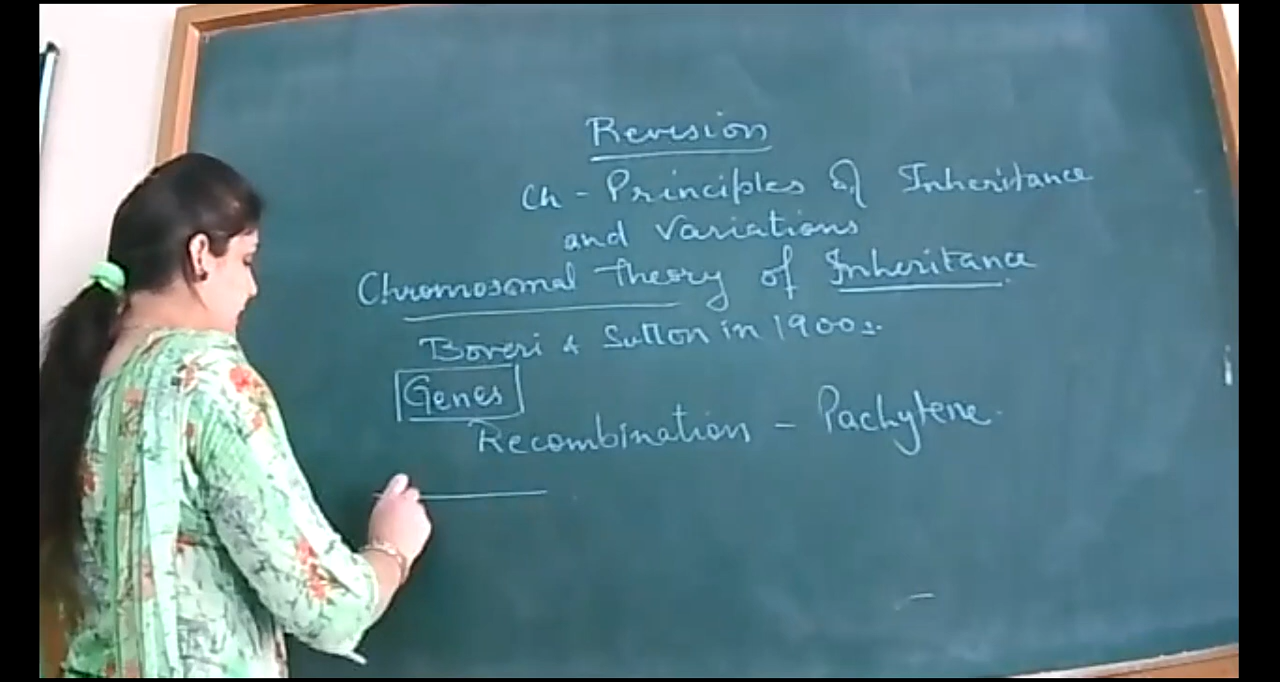 Revision
Ch - Principles of Inheritance
and Variations
Chromosomal Theory of Inheritance
Boveri & Sutton in 1900s.
Genes
Recombination - Pachytene